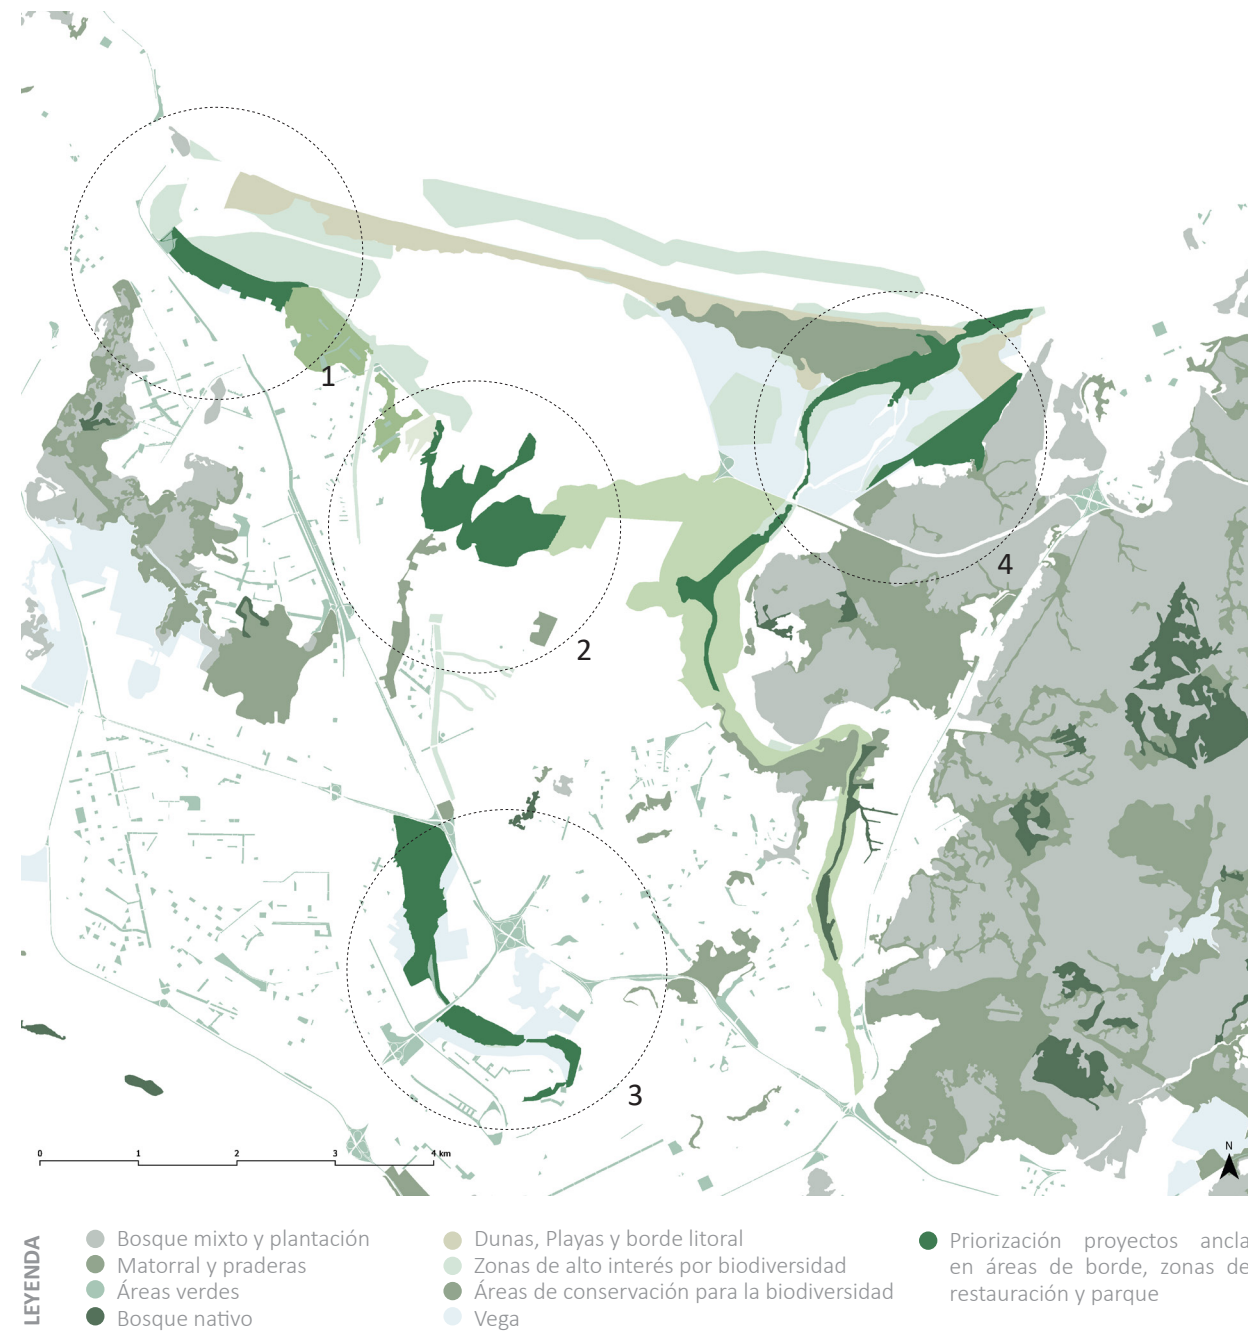 1
2
3
4
0 1 2 3 4 km
N
LEYENDA
Bosque mixto y plantación
Matorral y praderas
Áreas verdes
Bosque nativo
Dunas, Playas y borde litoral
Zonas de alto interés por biodiversidad
Áreas de conservación para la biodiversidad
Vega
Priorización proyectos ancla
en áreas de borde, zonas de
restauración y parque